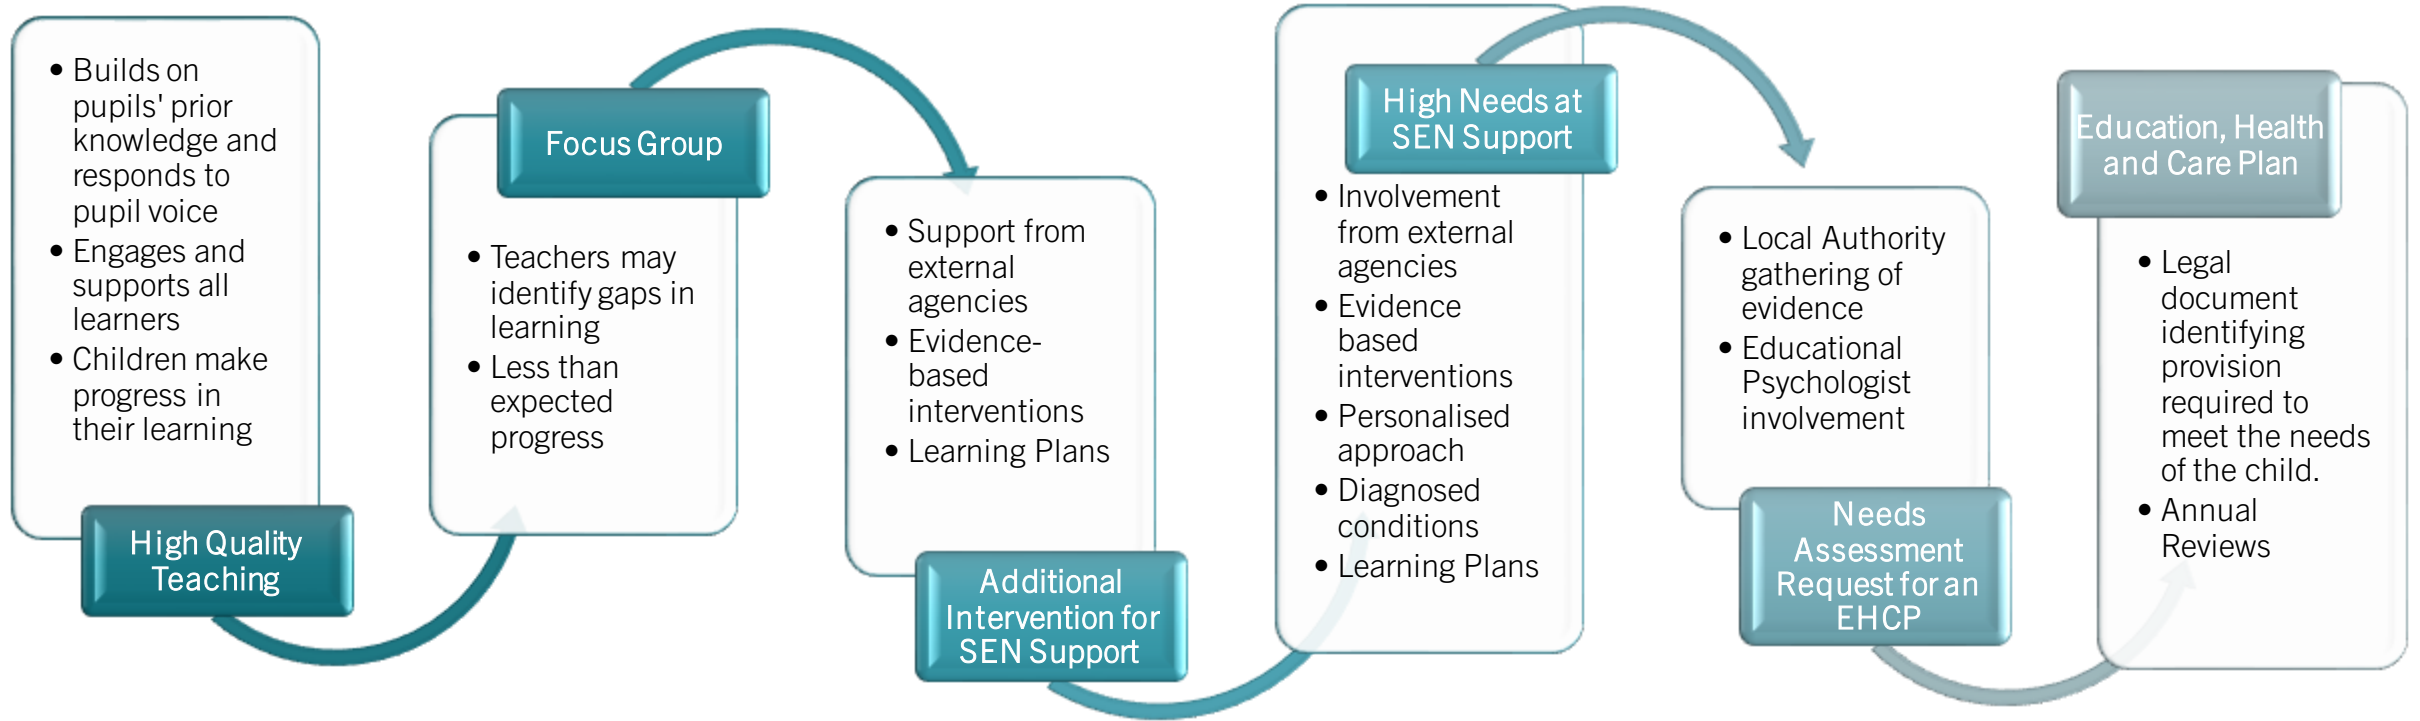 • Builds on
pupils' prior
knowledge and
responds to
pupil voice
• Engages and
supports all
learners
• Children make
progress in
their learning
High Quality
Teaching
Focus Group
• Teachers may
identify gaps in
learning
• Less than
expected
progress
• Support from
external
agencies
• Evidence-
based
interventions
• Learning Plans
Additional
Intervention for
SEN Support
High Needs at
SEN Support
• Involvement
from external
agencies
• Evidence
based
interventions
• Personalised
approach
• Diagnosed
conditions
• Learning Plans
• Local Authority
gathering of
evidence
• Educational
Psychologist
involvement
Needs
Assessment
Request for an
EHCP
Education, Health
and Care Plan
• Legal
document
identifying
provision
required to
meet the needs
of the child.
• Annual
Reviews